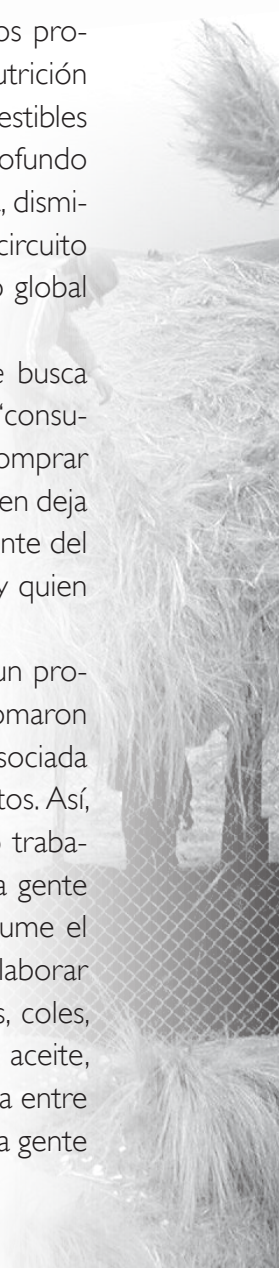 os pro-
utrición
estibles
ofundo
, dismi-
circuito
o global
e busca
"consu-
omprar
en deja
nte del
y quien
un pro-
omaron
sociada
tos. Así,
traba-
a gente
ume el
laborar
s, coles,
aceite,
a entre
a gente